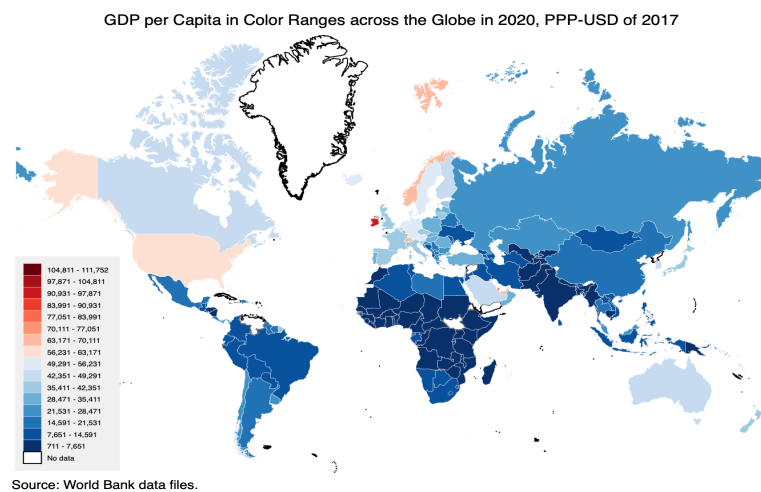 GDP per Capita in Color Ranges across the Globe in 2020, PPP-USD of 2017
104,811 - 111,752
97,871 - 104,811
90,931 - 97,871
83,991 - 90,931
77,051 - 83,991
70,111 - 77,051
63,171 - 70,111
56,231 - 63,171
49,291 - 56,231
42,351 - 49,291
35,411 - 42,351
28,471 - 35,411
21,531 - 28,471
14,591 - 21,531
7,651 - 14,591
711 - 7,651
No data
Source: World Bank data files.